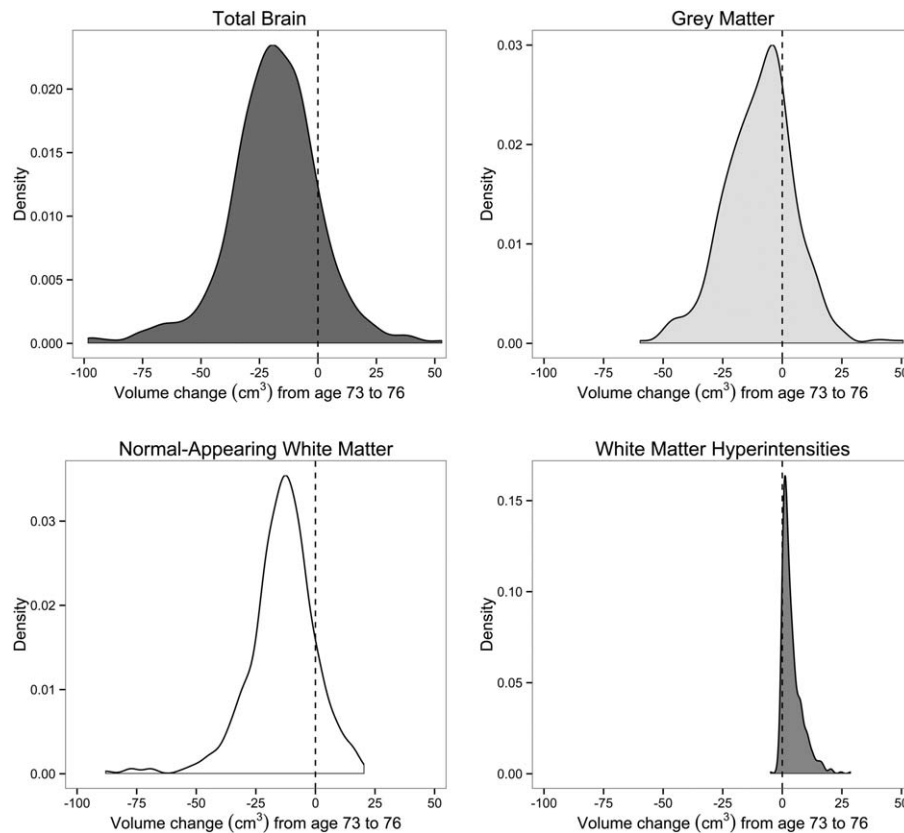 Total Brain
Density
0.020
0.015
0.010
0.005
0.000
-100 -75 -50 -25 0 25 50
Volume change (cm³) from age 73 to 76
Grey Matter
Density
0.03
0.02
0.01
0.00
-100 -75 -50 -25 0 25 50
Volume change (cm³) from age 73 to 76
Normal-Appearing White Matter
Density
0.03
0.02
0.01
0.00
-100 -75 -50 -25 0 25 50
Volume change (cm³) from age 73 to 76
White Matter Hyperintensities
Density
0.15
0.10
0.05
0.00
-100 -75 -50 -25 0 25 50
Volume change (cm³) from age 73 to 76